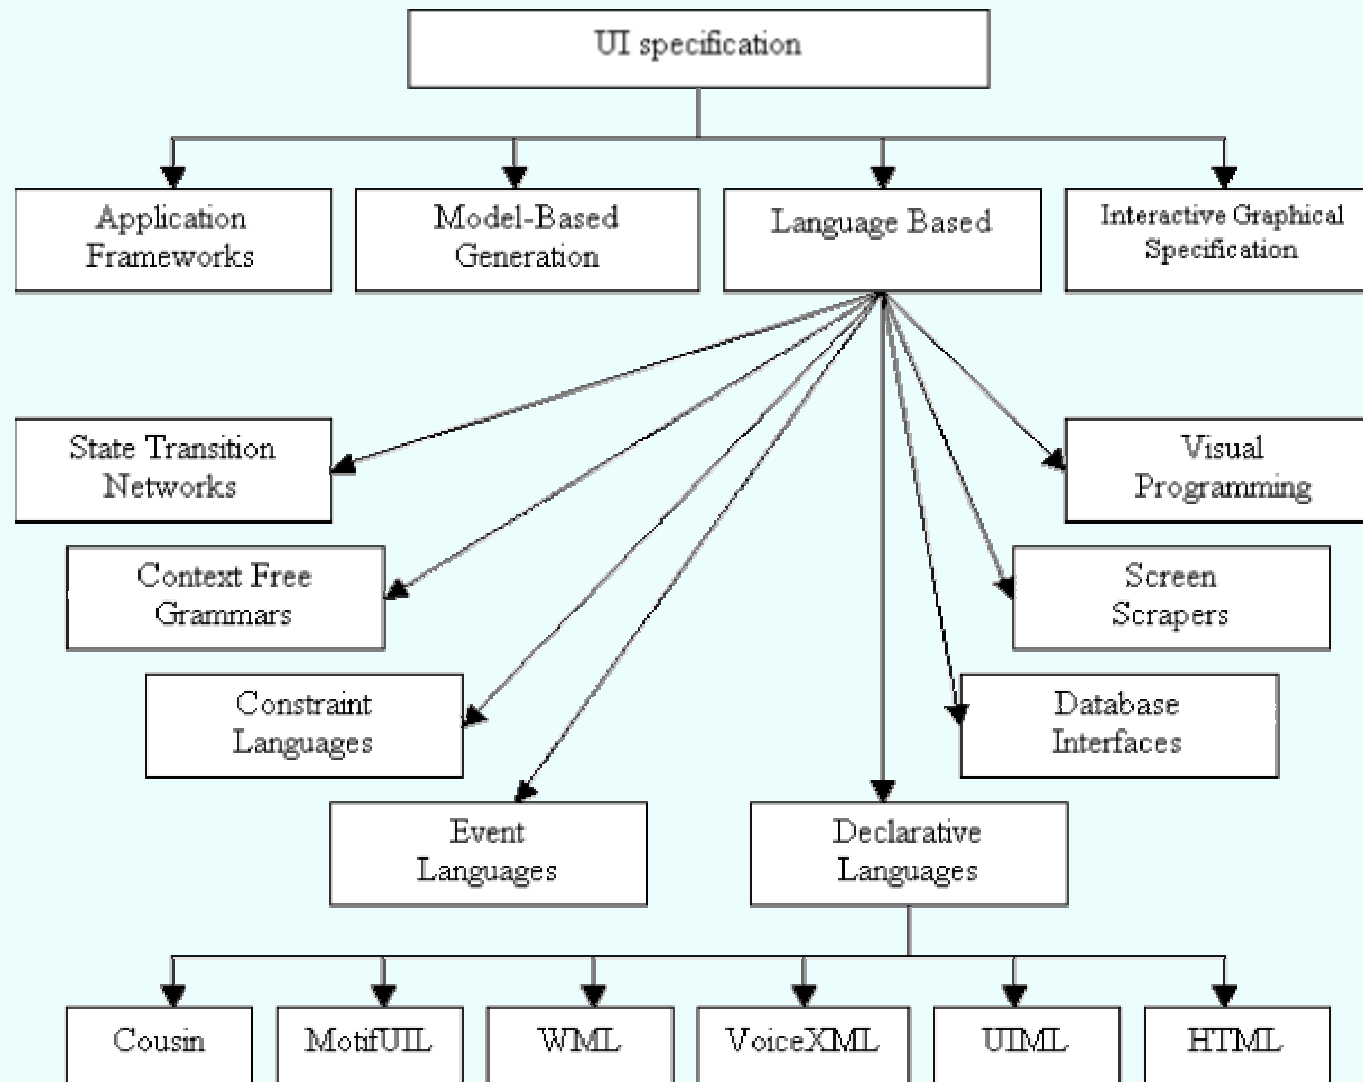 UI specification
Application
Frameworks
Model-Based
Generation
Language Based
Interactive Graphical
Specification
State Transition
Networks
Visual
Programming
Context Free
Grammars
Screen
Scrapers
Constraint
Languages
Database
Interfaces
Event
Languages
Declarative
Languages
Cousin
MotifUIL
WML
VoiceXML
UIML
HTML